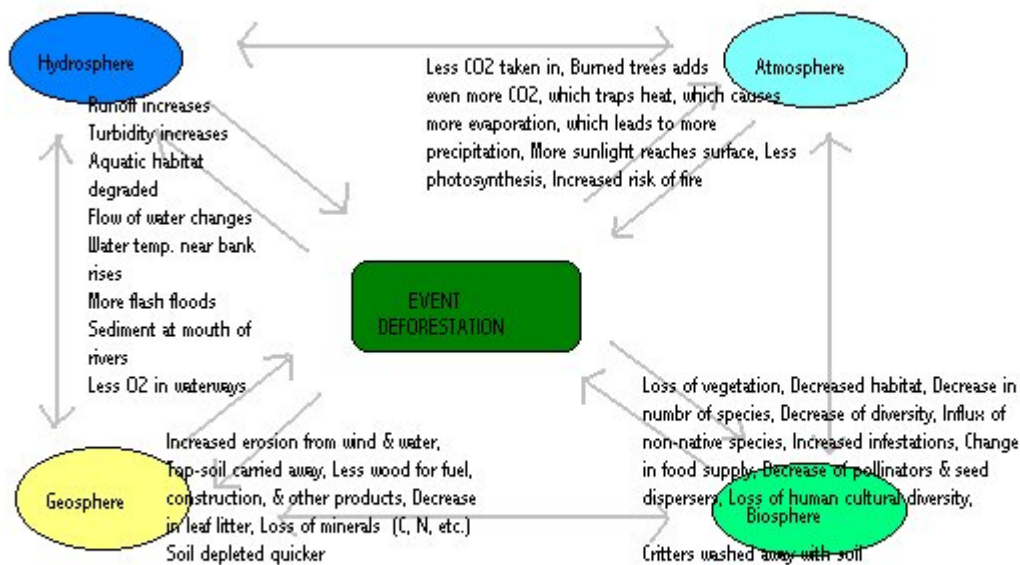 Hydrosphere
Runoff increases
Turbidity increases
Aquatic habitat
degraded
Flow of water changes
Water temp. near bank
rises
More flash floods
Sediment at mouth of
rivers
Less O2 in waterways
Atmosphere
Less CO2 taken in, Burned trees adds
even more CO2, which traps heat, which causes
more evaporation, which leads to more
precipitation, More sunlight reaches surface, Less
photosynthesis, Increased risk of fire
EVENT
DEFORESTATION
Geosphere
Increased erosion from wind & water,
Top-soil carried away, Less wood for fuel,
construction, & other products, Decrease
in leaf litter, Loss of minerals (C, N, etc.)
Soil depleted quicker
Loss of vegetation, Decreased habitat, Decrease in
numbr of species, Decrease of diversity, Influx of
non-native species, Increased infestations, Change
in food supply, Decrease of pollinators & seed
dispersers, Loss of human cultural diversity,
Biosphere
Critters washed away with soil